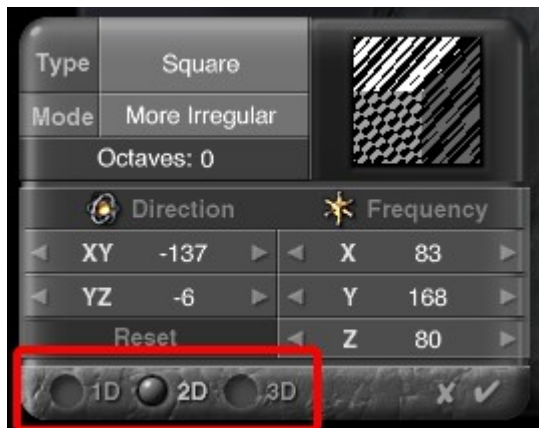 Type Square
Mode More Irregular
Octaves: 0
Direction Frequency
XY -137 X 83
YZ -6 Y 168
Reset Z 80
1D 2D 3D